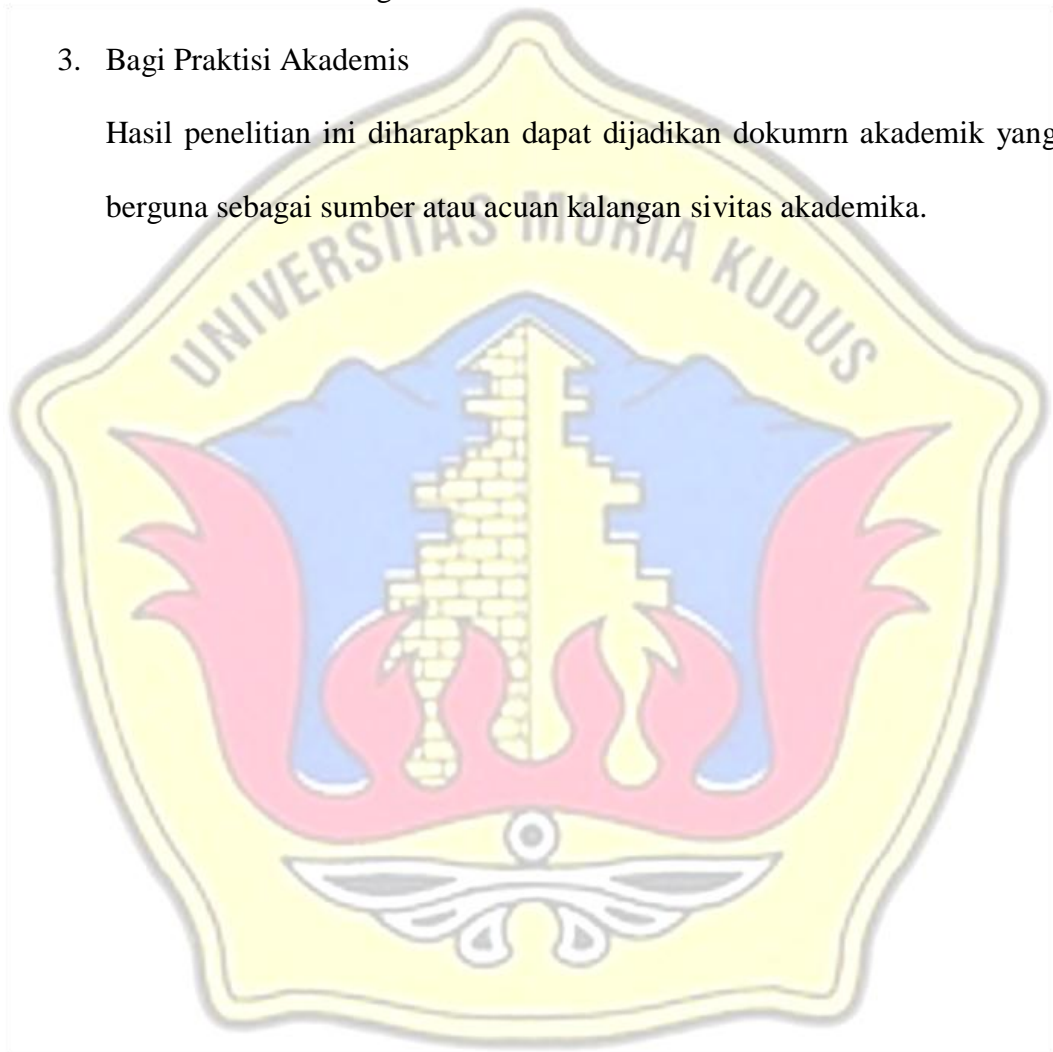 3. Bagi Praktisi Akademis
Hasil penelitian ini diharapkan dapat dijadikan dokumrn akademik yang
berguna sebagai sumber atau acuan kalangan sivitas akademika.
UNIVERSITAS MURIA KUDUS